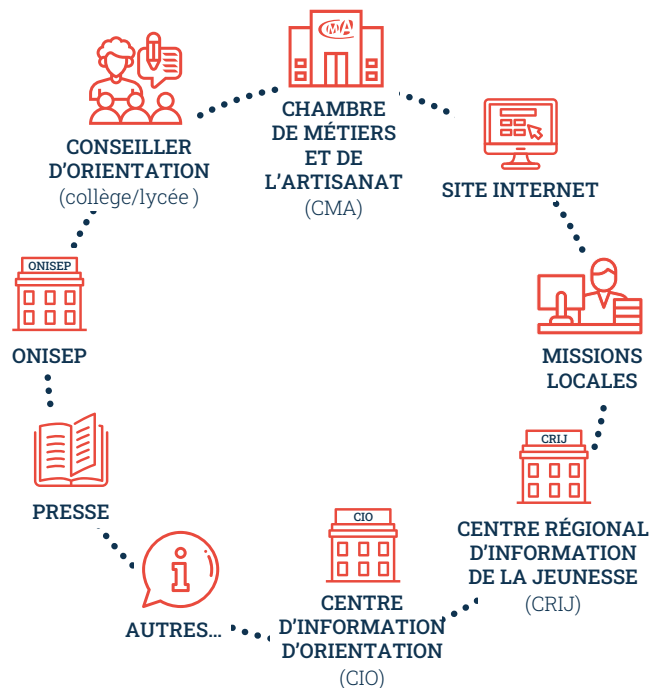 CMA
CHAMBRE
DE MÉTIERS
ET DE
L'ARTISANAT
(CMA)
CONSEILLER
D'ORIENTATION
(collège/lycée )
SITE INTERNET
ONISEP
ONISEP
MISSIONS
LOCALES
PRESSE
CRIJ
CENTRE RÉGIONAL
D'INFORMATION
DE LA JEUNESSE
(CRIJ)
i
AUTRES...
CIO
CENTRE
D'INFORMATION
D'ORIENTATION
(CIO)